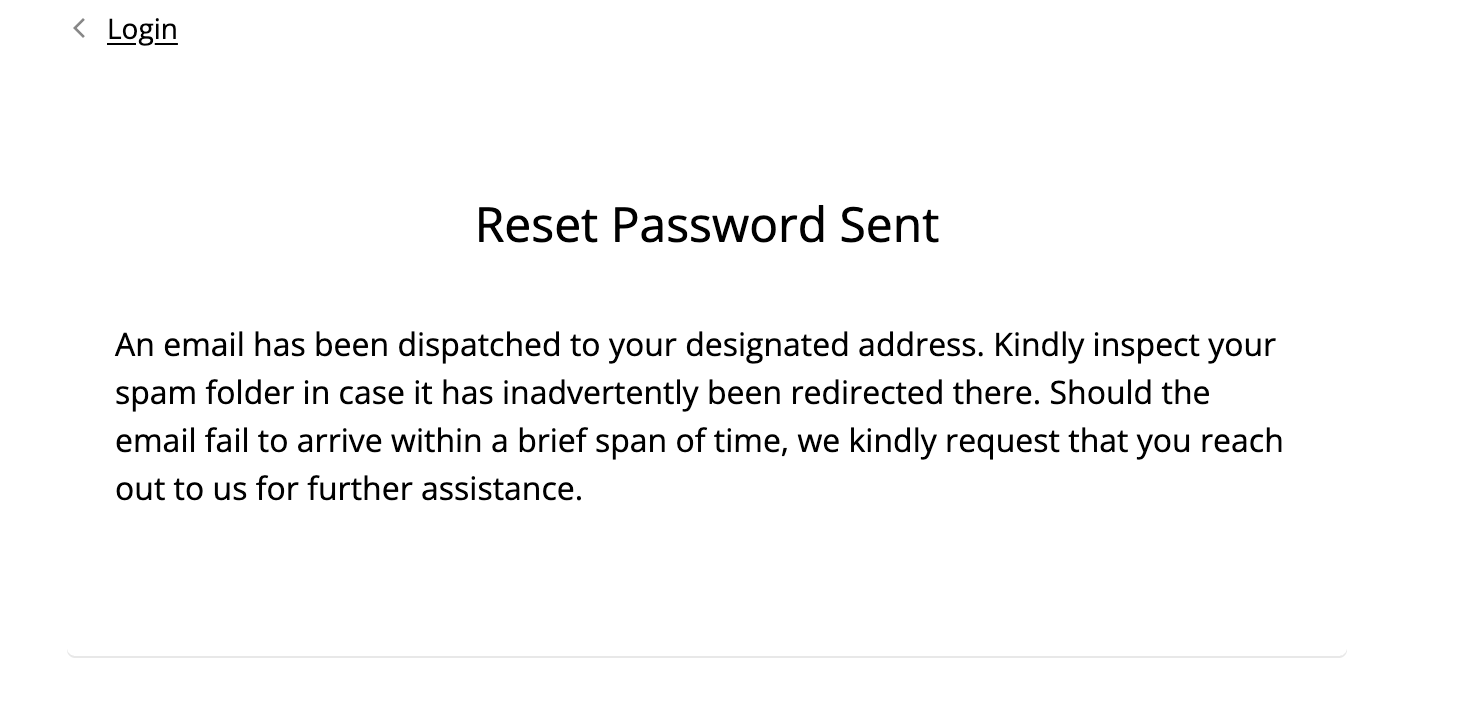 Login
Reset Password Sent
An email has been dispatched to your designated address. Kindly inspect your
spam folder in case it has inadvertently been redirected there. Should the
email fail to arrive within a brief span of time, we kindly request that you reach
out to us for further assistance.